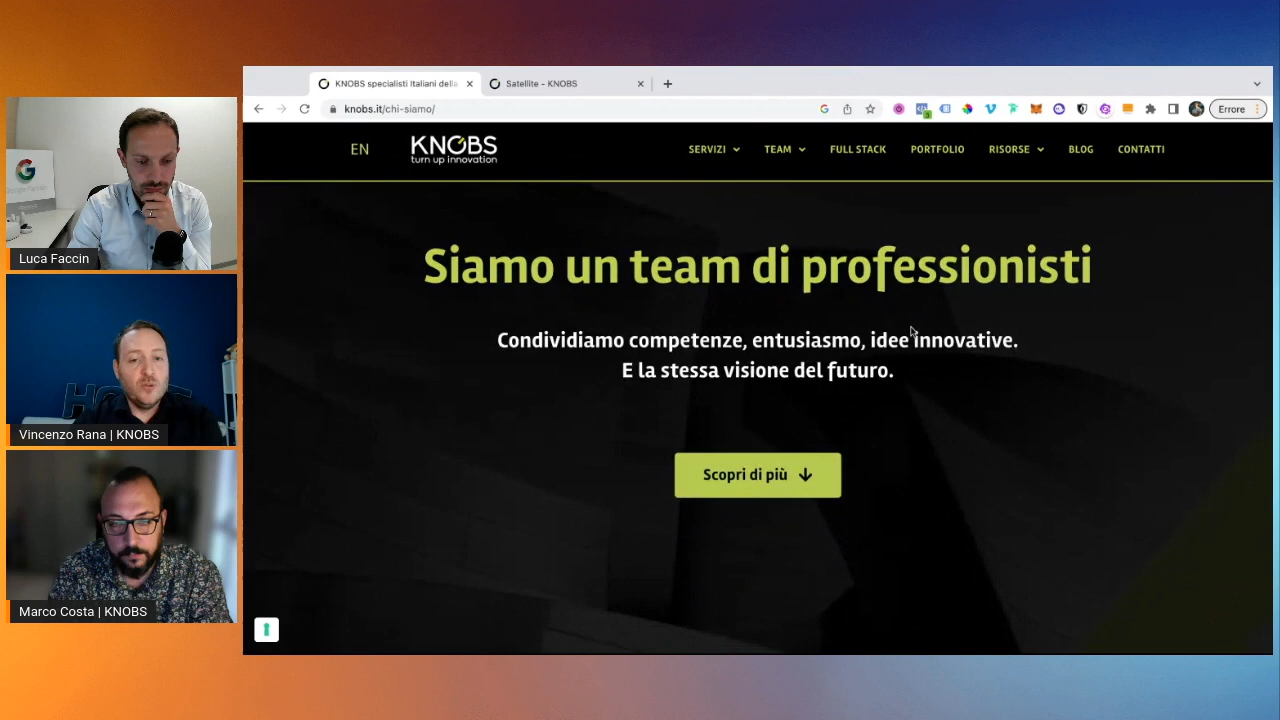 KNOBS specialisti Italiani della
Satellite - KNOBS
knobs.it/chi-siamo/
Errore
EN
KNOBS
turn up innovation
SERVIZI
TEAM
FULL STACK
PORTFOLIO
RISORSE
BLOG
CONTATTI
Siamo un team di professionisti
Condividiamo competenze, entusiasmo, idee innovative.
E la stessa visione del futuro.
Scopri di più
Luca Faccin
Vincenzo Rana | KNOBS
Marco Costa | KNOBS